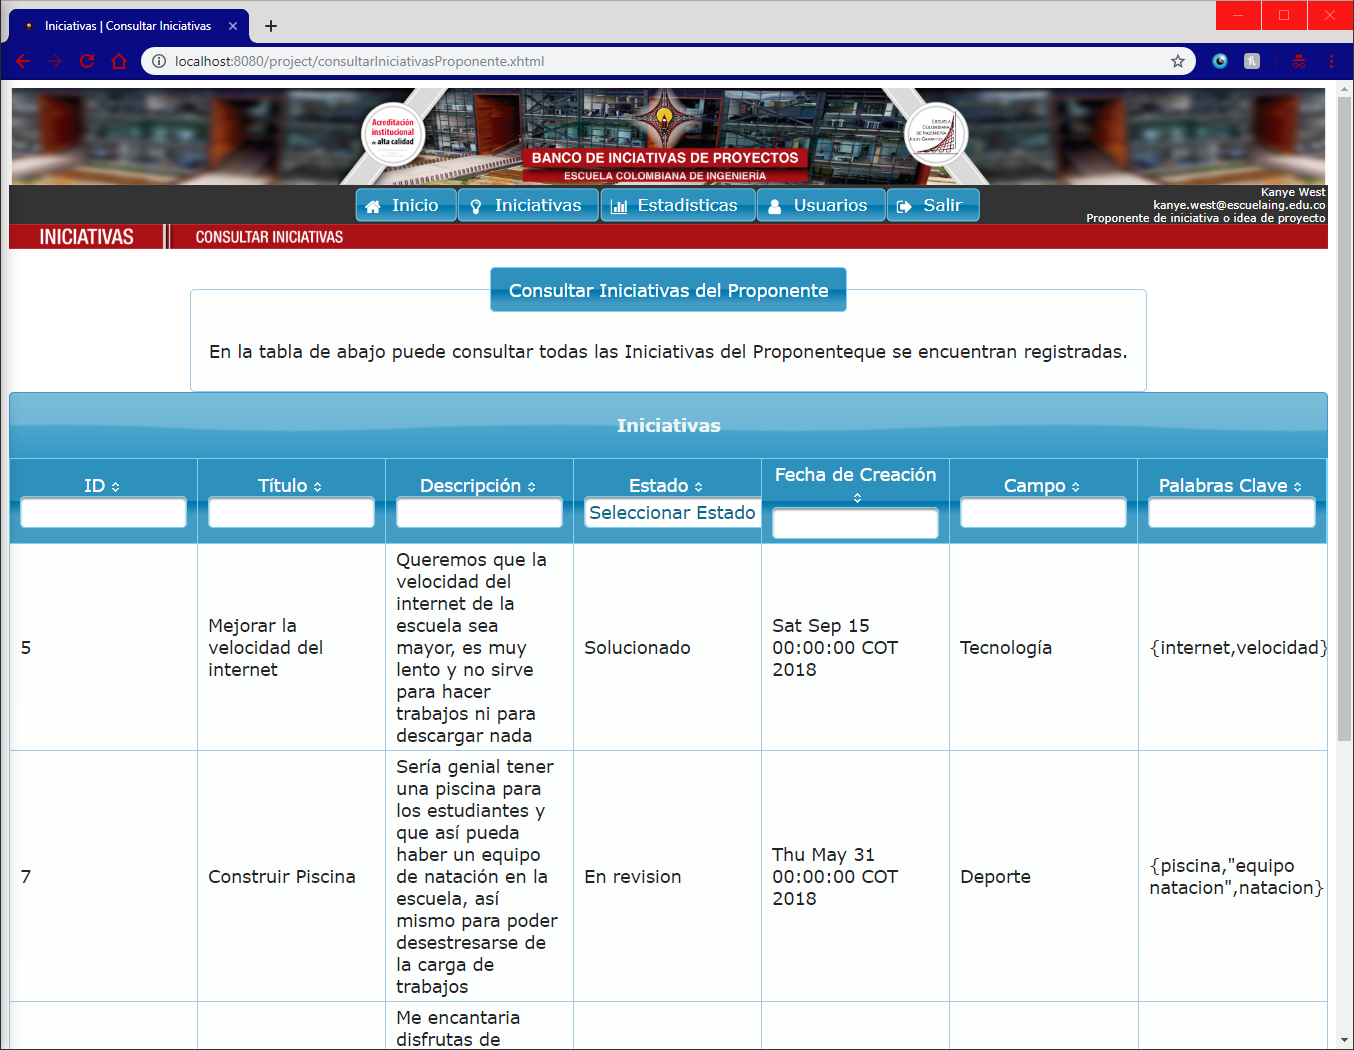 Iniciativas | Consultar Iniciativas
localhost:8080/project/consultarIniciativasProponente.xhtml
Acreditación
institucional
de alta calidad
ESCUELA
COLOMBIANA
DE INGENIERÍA
JULIO GARAVITO
BANCO DE INCIATIVAS DE PROYECTOS
ESCUELA COLOMBIANA DE INGENIERÍA
Inicio
Iniciativas
Estadisticas
Usuarios
Salir
Kanye West
kanye.west@escuelaing.edu.co
Proponente de iniciativa o idea de proyecto
INICIATIVAS
CONSULTAR INICIATIVAS
Consultar Iniciativas del Proponente
En la tabla de abajo puede consultar todas las Iniciativas del Proponenteque se encuentran registradas.
Iniciativas
ID
Título
Descripción
Estado
Seleccionar Estado
Fecha de Creación
Campo
Palabras Clave
5
Mejorar la
velocidad del
internet
Queremos que la
velocidad del
internet de la
escuela sea
mayor, es muy
lento y no sirve
para hacer
trabajos ni para
descargar nada
Solucionado
Sat Sep 15
00:00:00 COT
2018
Tecnología
{internet,velocidad}
7
Construir Piscina
Sería genial tener
una piscina para
los estudiantes y
que así pueda
haber un equipo
de natación en la
escuela, así
mismo para poder
desestresarse de
la carga de
trabajos
En revision
Thu May 31
00:00:00 COT
2018
Deporte
{piscina,"equipo
natacion",natacion}
Me encantaria
disfrutas de